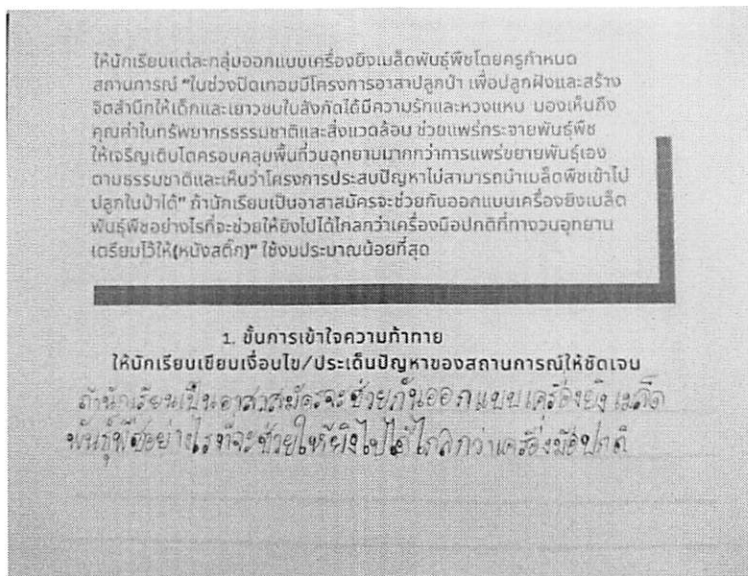 ให้นักเรียนแต่ละกลุ่มออกแบบเครื่องยิงเมล็ดพันธุ์พืชโดยครูกำหนด
สถานการณ์ "ในช่วงปิดเทอมมีโครงการอาสาปลูกป่า เพื่อปลูกฝังและสร้าง
จิตสำนึกให้เด็กและเยาวชนในสังกัดได้มีความรักและหวงแหน มองเห็นถึง
คุณค่าในทรัพยากรธรรมชาติและสิ่งแวดล้อม ช่วยแพร่กระจายพันธุ์พืช
ให้เจริญเติบโตครอบคลุมพื้นที่วนอุทยานมากกว่าการแพร่ขยายพันธุ์เอง
ตามธรรมชาติและเห็นว่าโครงการประสบปัญหาไม่สามารถนำเมล็ดพืชเข้าไป
ปลูกในป่าได้" ถ้านักเรียนเป็นอาสาสมัครจะช่วยกันออกแบบเครื่องยิงเมล็ด
พันธุ์พืชอย่างไรที่จะช่วยให้ยิงไปได้ไกลกว่าเครื่องมือปกติที่ทางวนอุทยาน
เตรียมไว้ให้(หนังสติ๊ก)" ใช้งบประมาณน้อยที่สุด
1. ขั้นการเข้าใจความท้าทาย
ให้นักเรียนเขียนเงื่อนไข/ประเด็นปัญหาของสถานการณ์ให้ชัดเจน
ถ้านักเรียนเป็นอาสาสมัครจะช่วยกันออกแบบเครื่องยิงเมล็ด
พันธุ์พืชอย่างไรที่จะช่วยให้ยิงไปได้ไกลกว่าเครื่องมือปกติ